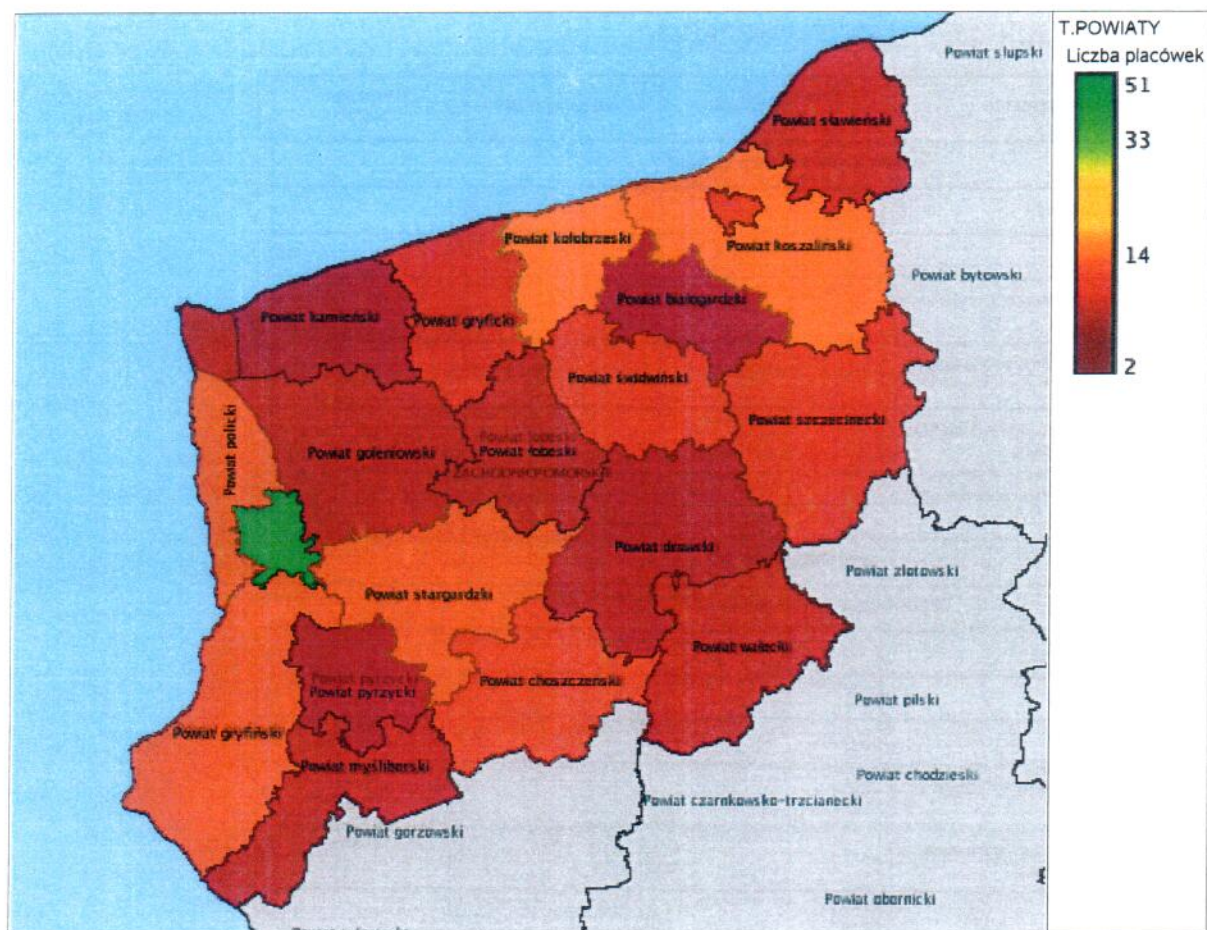 T.POWIATY
Liczba placówek
51
33
14
2
Powiat słupski
Powiat sławieński
Powiat kołobrzeski
Powiat koszaliński
Powiat bytowski
Powiat białogardzki
Powiat kamieński
Powiat gryficki
Powiat świdwiński
Powiat szczecinecki
Powiat policki
Powiat goleniowski
Powiat łobeski
Powiat łobeski
ZACHODNIOPOMORSKIE
Powiat drawski
Powiat złotowski
Powiat stargardzki
Powiat wałecki
Powiat pyrzycki
Powiat pyrzycki
Powiat choszczeński
Powiat pilski
Powiat gryfiński
Powiat myśliborski
Powiat chodzieski
Powiat czarnkowsko-trzcianecki
Powiat gorzowski
Powiat obornicki